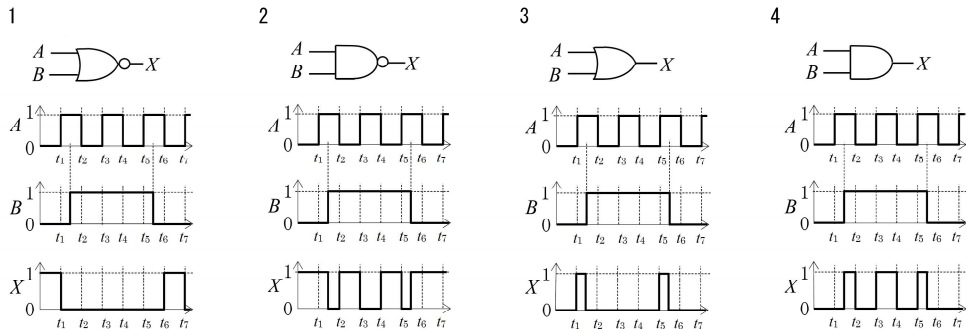 1 2 3 4
A B X A B X A B X A B X
A 1 0 t1 t2 t3 t4 t5 t6 t7 A 1 0 t1 t2 t3 t4 t5 t6 t7 A 1 0 t1 t2 t3 t4 t5 t6 t7 A 1 0 t1 t2 t3 t4 t5 t6 t7
B 1 0 t1 t2 t3 t4 t5 t6 t7 B 1 0 t1 t2 t3 t4 t5 t6 t7 B 1 0 t1 t2 t3 t4 t5 t6 t7 B 1 0 t1 t2 t3 t4 t5 t6 t7
X 1 0 t1 t2 t3 t4 t5 t6 t7 X 1 0 t1 t2 t3 t4 t5 t6 t7 X 1 0 t1 t2 t3 t4 t5 t6 t7 X 1 0 t1 t2 t3 t4 t5 t6 t7